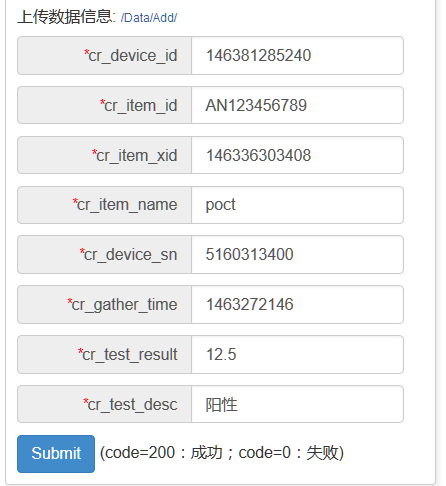 上传数据信息: /Data/Add/
*cr_device_id 146381285240
*cr_item_id AN123456789
*cr_item_xid 146336303408
*cr_item_name poct
*cr_device_sn 5160313400
*cr_gather_time 1463272146
*cr_test_result 12.5
*cr_test_desc 阳性
Submit (code=200：成功；code=0：失败)